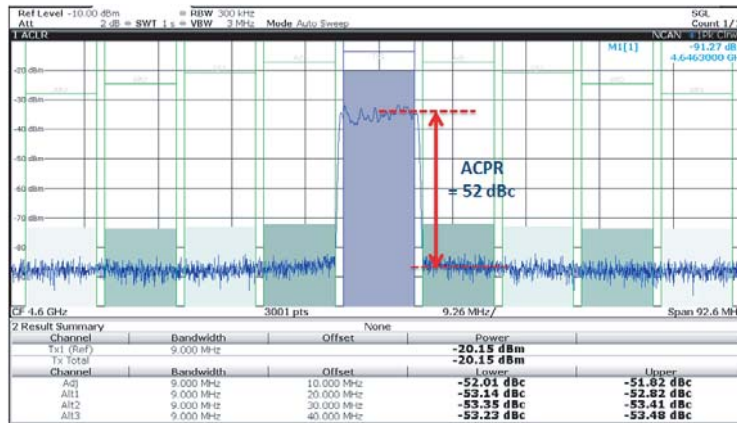 Ref Level -10.00 dBm RBW 300 kHz SGL
Att 2 dB SWT 1 s VBW 3 MHz Mode Auto Sweep Count 1/1
1 ACLR NCAN 1Pk Clrw
M1[1] -91.27 dB
4.6463000 GH
-20 dBm
-30 dBm
-40 dBm
-50 dBm
-60 dBm
-70 dBm
-80
-90
ACPR
= 52 dBc
CF 4.6 GHz 3001 pts 9.26 MHz/ Span 92.6 MH
2 Result Summary None
Channel Bandwidth Offset Power
Tx1 (Ref) 9.000 MHz -20.15 dBm
Tx Total -20.15 dBm
Channel Bandwidth Offset Lower Upper
Adj 9.000 MHz 10.000 MHz -52.01 dBc -51.82 dBc
Alt1 9.000 MHz 20.000 MHz -53.14 dBc -52.82 dBc
Alt2 9.000 MHz 30.000 MHz -53.35 dBc -53.41 dBc
Alt3 9.000 MHz 40.000 MHz -53.23 dBc -53.48 dBc